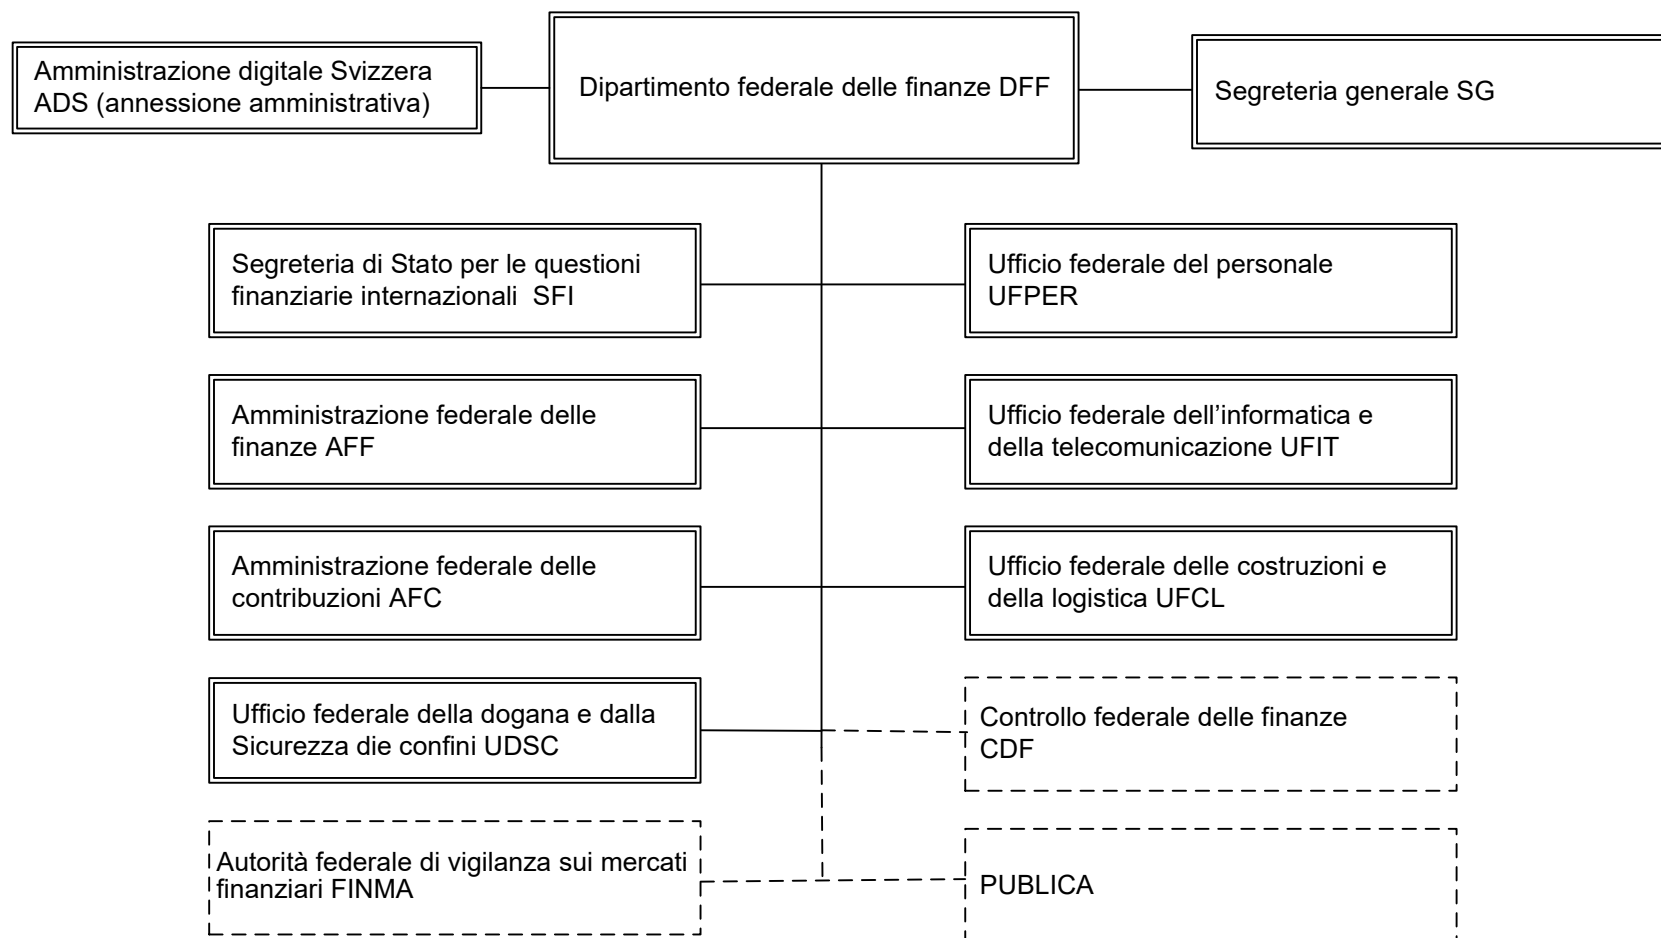 Amministrazione digitale Svizzera
ADS (annessione amministrativa)
Dipartimento federale delle finanze DFF
Segreteria generale SG
Segreteria di Stato per le questioni
finanziarie internazionali  SFI
Ufficio federale del personale
UFPER
Amministrazione federale delle
finanze AFF
Ufficio federale dell’informatica e
della telecomunicazione UFIT
Amministrazione federale delle
contribuzioni AFC
Ufficio federale delle costruzioni e
della logistica UFCL
Ufficio federale della dogana e dalla
Sicurezza die confini UDSC
Controllo federale delle finanze
CDF
Autorità federale di vigilanza sui mercati
finanziari FINMA
PUBLICA